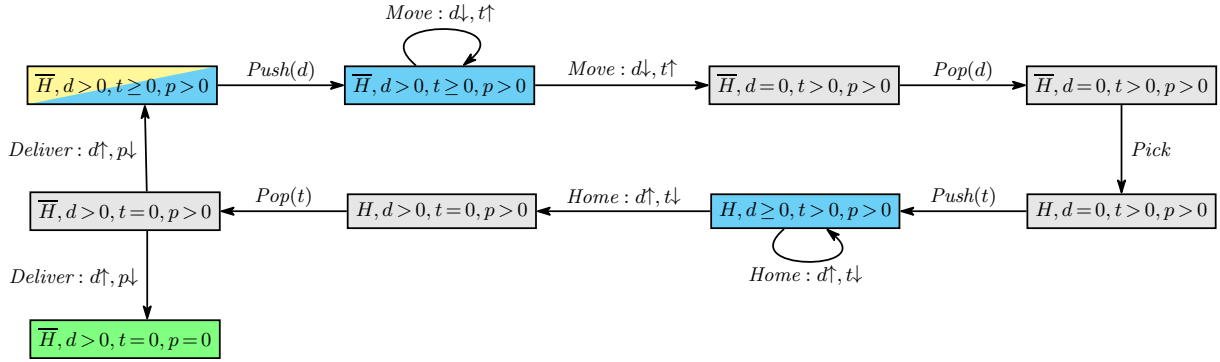 Move : d↓, t↑
H̅, d > 0, t ≥ 0, p > 0
Push(d)
H̅, d > 0, t ≥ 0, p > 0
Move : d↓, t↑
H̅, d = 0, t > 0, p > 0
Pop(d)
H̅, d = 0, t > 0, p > 0
Deliver : d↑, p↓
Pick
H̅, d > 0, t = 0, p > 0
Pop(t)
H, d > 0, t = 0, p > 0
Home : d↑, t↓
H, d ≥ 0, t > 0, p > 0
Push(t)
H, d = 0, t > 0, p > 0
Deliver : d↑, p↓
Home : d↑, t↓
H̅, d > 0, t = 0, p = 0